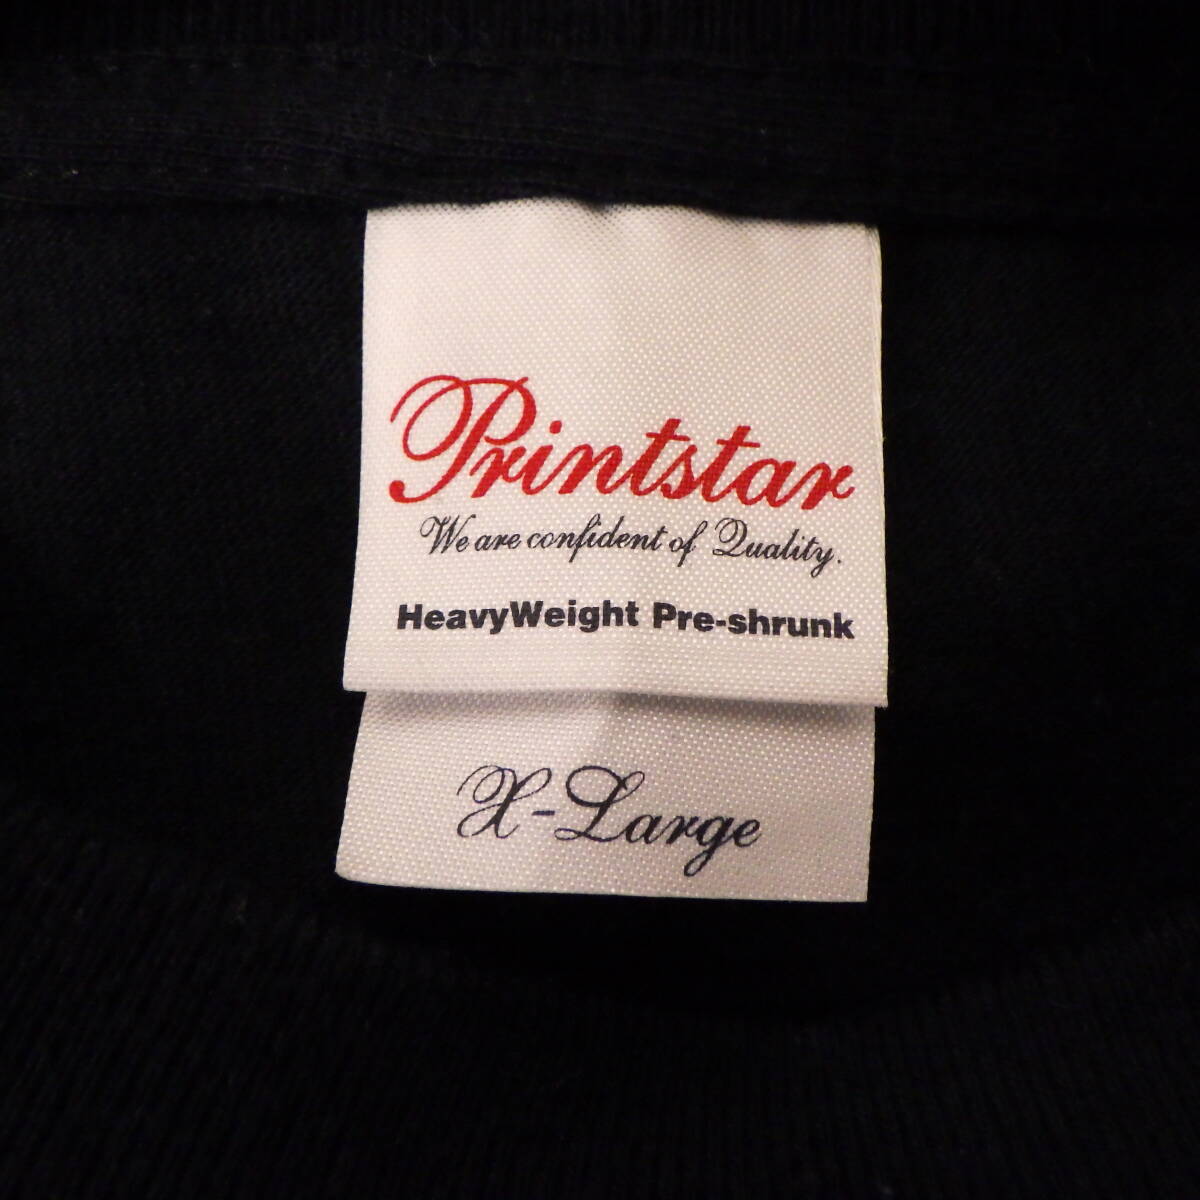 Printstar
We are confident of Quality.
HeavyWeight Pre-shrunk
X-Large